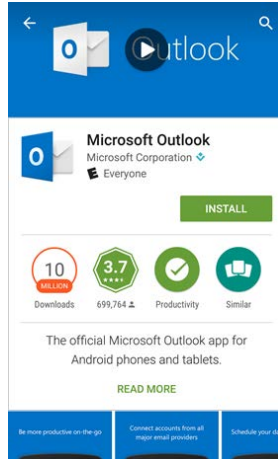 Outlook
O
Microsoft Outlook
Microsoft Corporation
E Everyone
O
INSTALL
10
MILLION
3.7
Downloads
699,764
Productivity
Similar
The official Microsoft Outlook app for
Android phones and tablets.
READ MORE
Be more productive on-the-go
Connect accounts from all
major email providers
Schedule your da